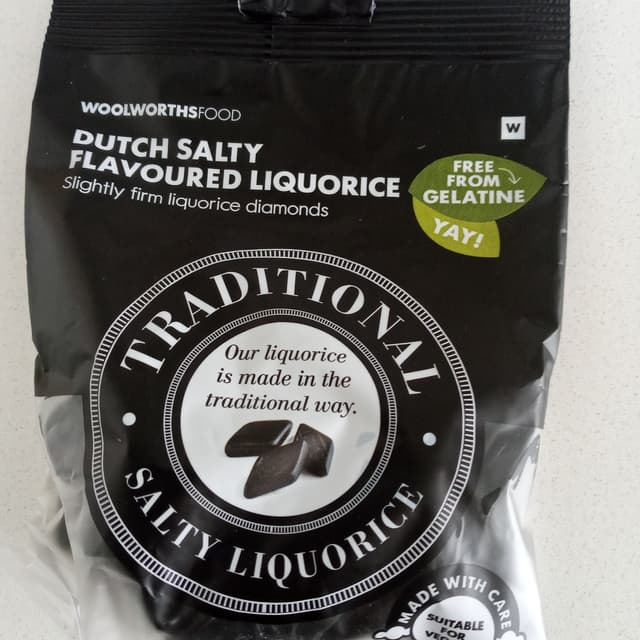 WOOLWORTHSFOOD
W
DUTCH SALTY
FLAVOURED LIQUORICE
Slightly firm liquorice diamonds
FREE
FROM
GELATINE
YAY!
TRADITIONAL
Our liquorice
is made in the
traditional way.
SALTY LIQUORICE
MADE WITH CARE
SUITABLE
FOR